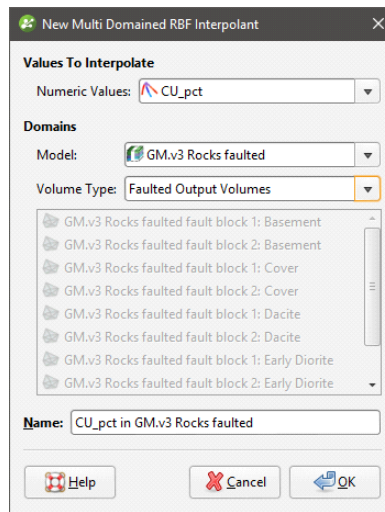 New Multi Domained RBF Interpolant
Values To Interpolate
Numeric Values: CU_pct
Domains
Model: GM.v3 Rocks faulted
Volume Type: Faulted Output Volumes
GM.v3 Rocks faulted fault block 1: Basement
GM.v3 Rocks faulted fault block 2: Basement
GM.v3 Rocks faulted fault block 1: Cover
GM.v3 Rocks faulted fault block 2: Cover
GM.v3 Rocks faulted fault block 1: Dacite
GM.v3 Rocks faulted fault block 2: Dacite
GM.v3 Rocks faulted fault block 1: Early Diorite
GM.v3 Rocks faulted fault block 2: Early Diorite
Name: CU_pct in GM.v3 Rocks faulted
Help Cancel OK